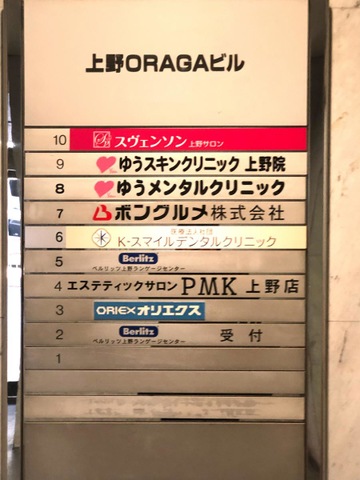 上野ORAGAビル
10 スヴェンソン 上野サロン
9 ゆうスキンクリニック 上野院
8 ゆうメンタルクリニック
7 ボングルメ株式会社
医療法人社団
6 K-スマイルデンタルクリニック
5 Berlitz
ベルリッツ上野ランゲージセンター
4 エステティックサロン PMK 上野店
3 ORIEX オリエクス
2 Berlitz 受付
ベルリッツ上野ランゲージセンター
1